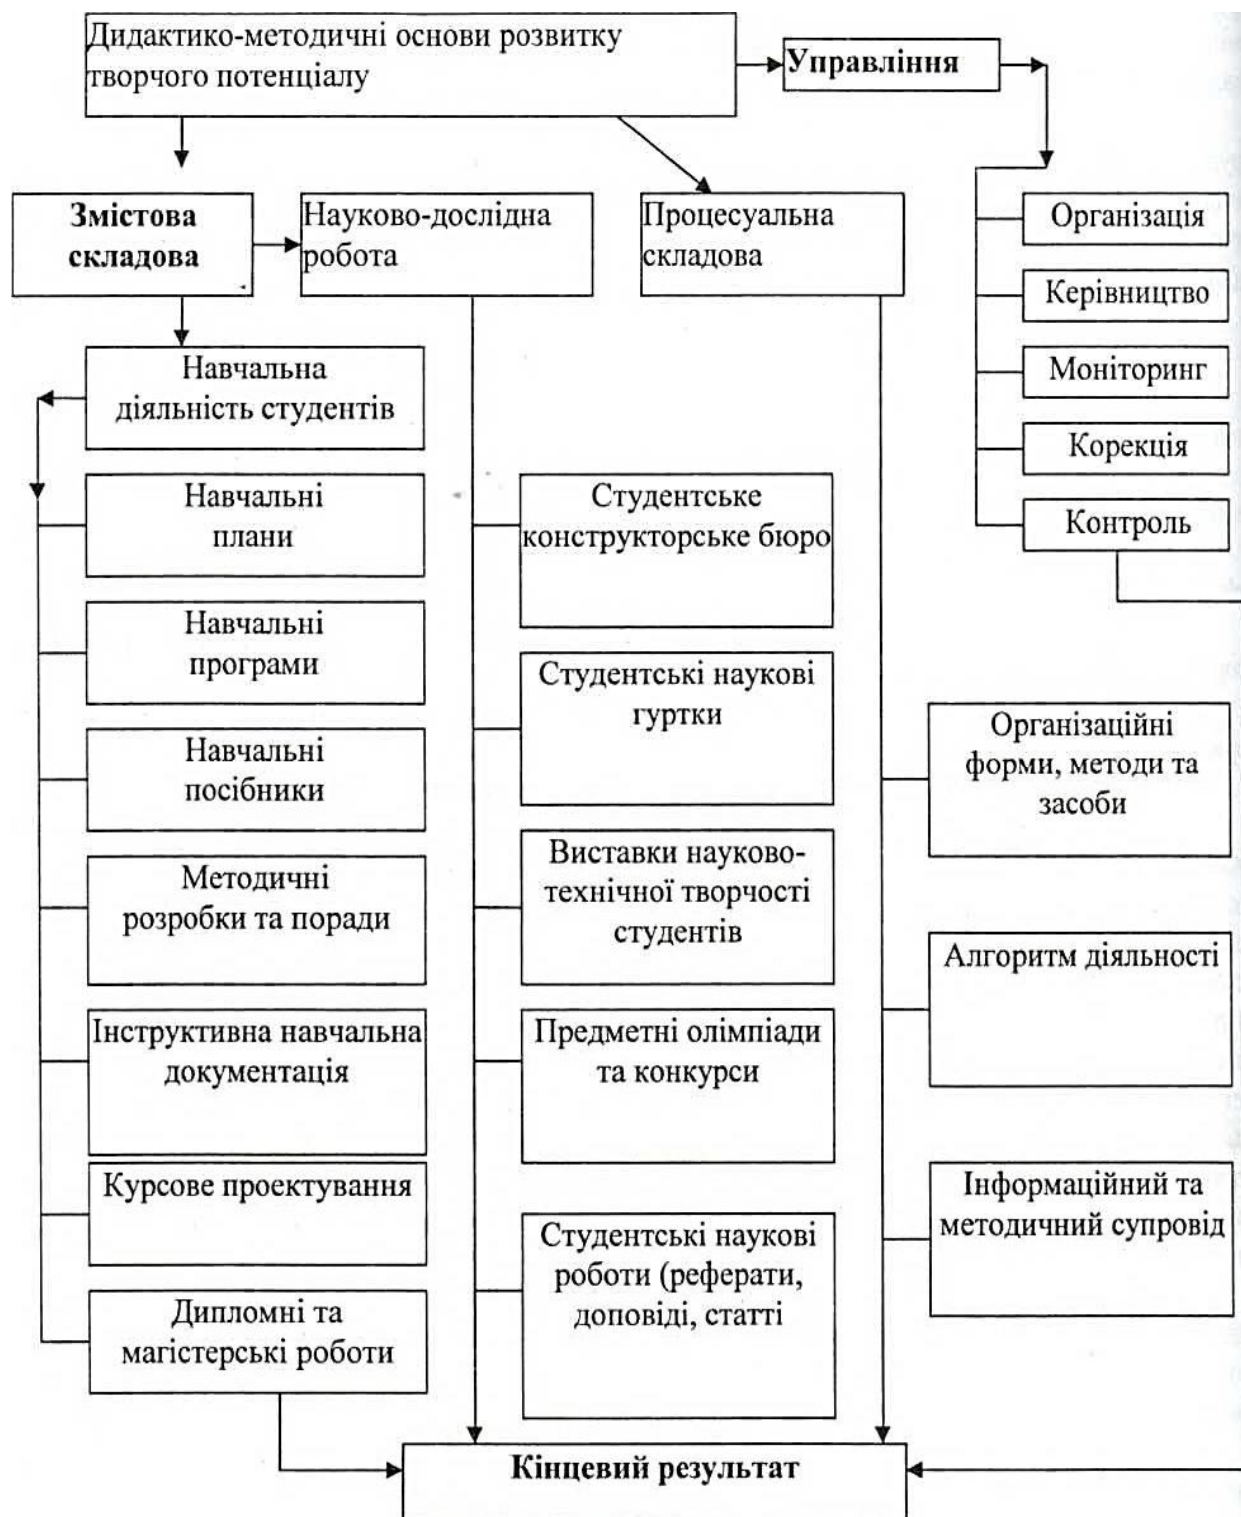 Дидактико-методичні основи розвитку
творчого потенціалу
Управління
Змістова
складова
Науково-дослідна
робота
Процесуальна
складова
Організація
Керівництво
Моніторинг
Корекція
Контроль
Навчальна
діяльність студентів
Навчальні
плани
Навчальні
програми
Навчальні
посібники
Методичні
розробки та поради
Інструктивна навчальна
документація
Курсове проектування
Дипломні та
магістерські роботи
Студентське
конструкторське бюро
Студентські наукові
гуртки
Виставки науково-
технічної творчості
студентів
Предметні олімпіади
та конкурси
Студентські наукові
роботи (реферати,
доповіді, статті
Організаційні
форми, методи та
засоби
Алгоритм діяльності
Інформаційний та
методичний супровід
Кінцевий результат